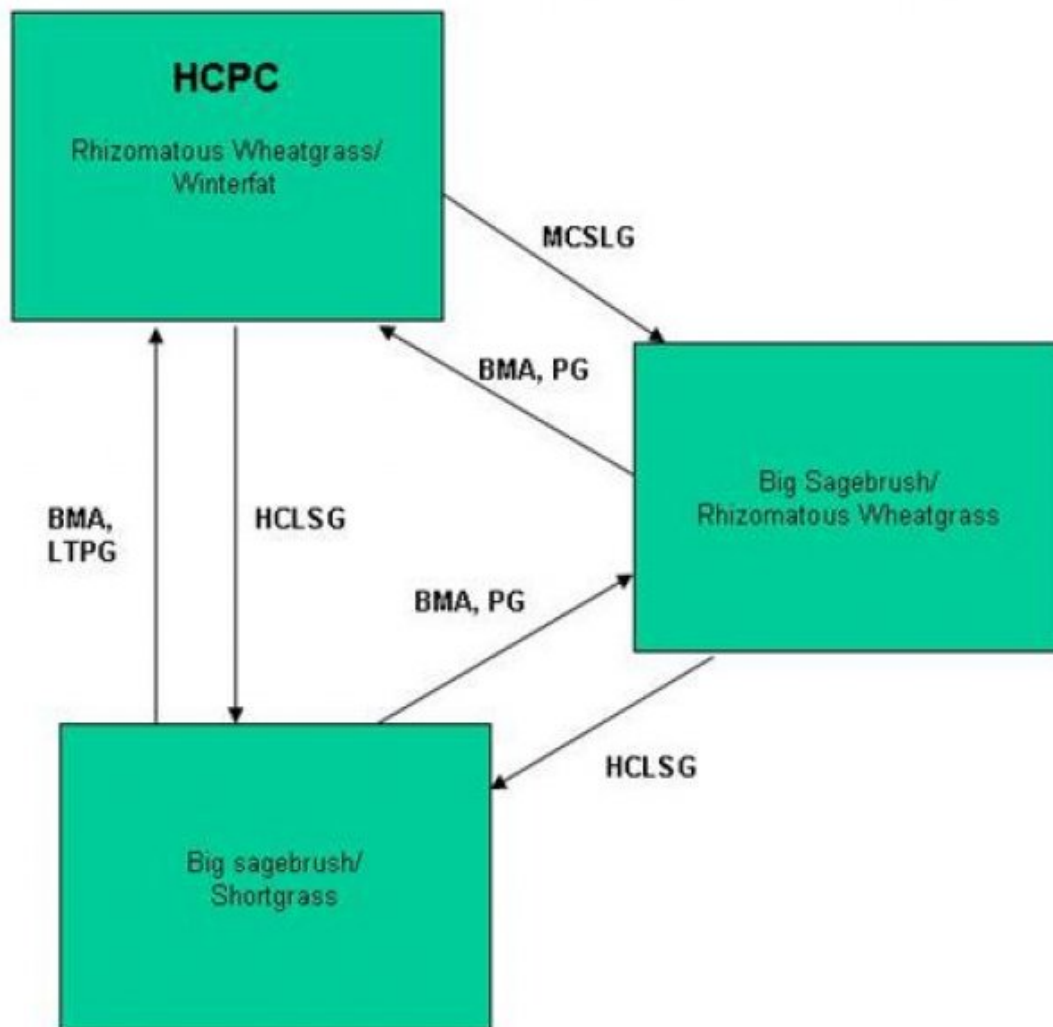 HCPC
Rhizomatous Wheatgrass/
Winterfat
MCSLG
BMA, PG
Big Sagebrush/
Rhizomatous Wheatgrass
BMA,
LTPG
HCLSG
BMA, PG
HCLSG
Big sagebrush/
Shortgrass